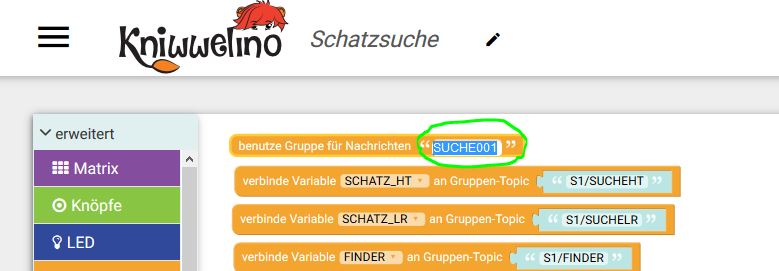 Kniwwelino
Schatzsuche
erweitert
Matrix
Knöpfe
LED
benutze Gruppe für Nachrichten “ SUCHE001 ”
verbinde Variable SCHATZ_HT an Gruppen-Topic “ S1/SUCHEHT ”
verbinde Variable SCHATZ_LR an Gruppen-Topic “ S1/SUCHELR ”
verbinde Variable FINDER an Gruppen-Topic “ S1/FINDER ”